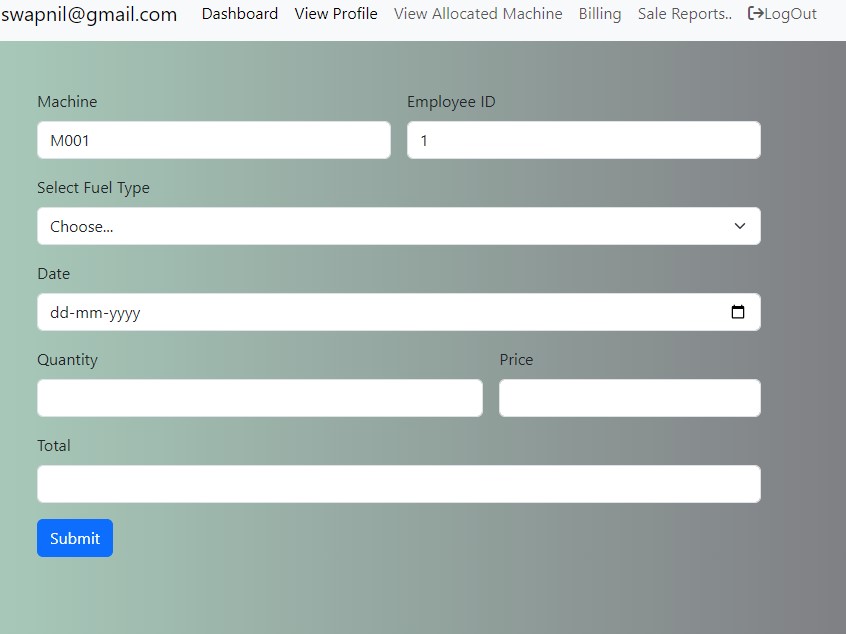 swapnil@gmail.com Dashboard View Profile View Allocated Machine Billing Sale Reports.. LogOut
Machine Employee ID
M001 1
Select Fuel Type
Choose...
Date
dd-mm-yyyy
Quantity Price
Total
Submit